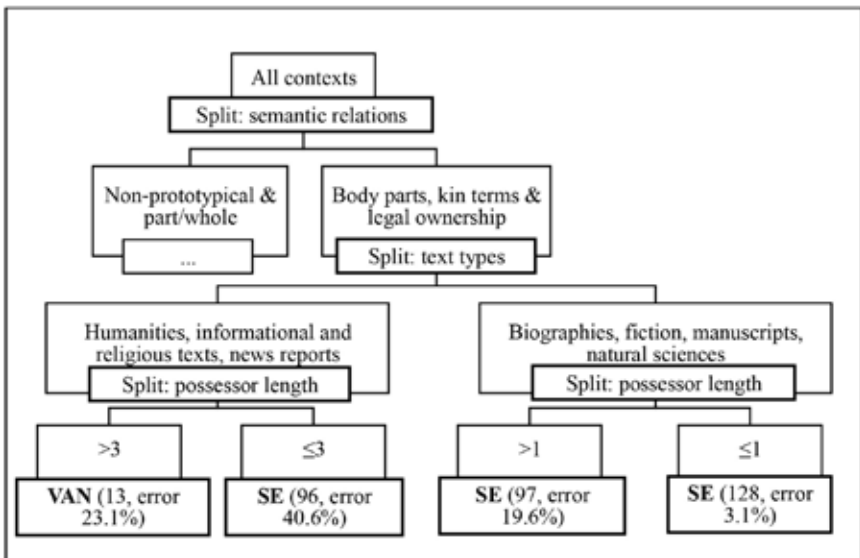 All contexts
Split: semantic relations
Non-prototypical &
part/whole
...
Body parts, kin terms &
legal ownership
Split: text types
Humanities, informational and
religious texts, news reports
Split: possessor length
Biographies, fiction, manuscripts,
natural sciences
Split: possessor length
>3
≤3
>1
≤1
VAN (13, error
23.1%)
SE (96, error
40.6%)
SE (97, error
19.6%)
SE (128, error
3.1%)